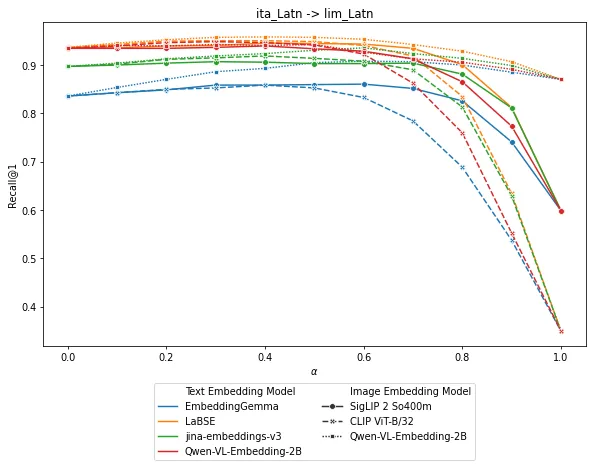 ita_Latn -> lim_Latn
Recall@1
0.9
0.8
0.7
0.6
0.5
0.4
0.0
0.2
0.4
0.6
0.8
1.0
α
Text Embedding Model
EmbeddingGemma
LaBSE
jina-embeddings-v3
Qwen-VL-Embedding-2B
Image Embedding Model
SigLIP 2 So400m
CLIP ViT-B/32
Qwen-VL-Embedding-2B